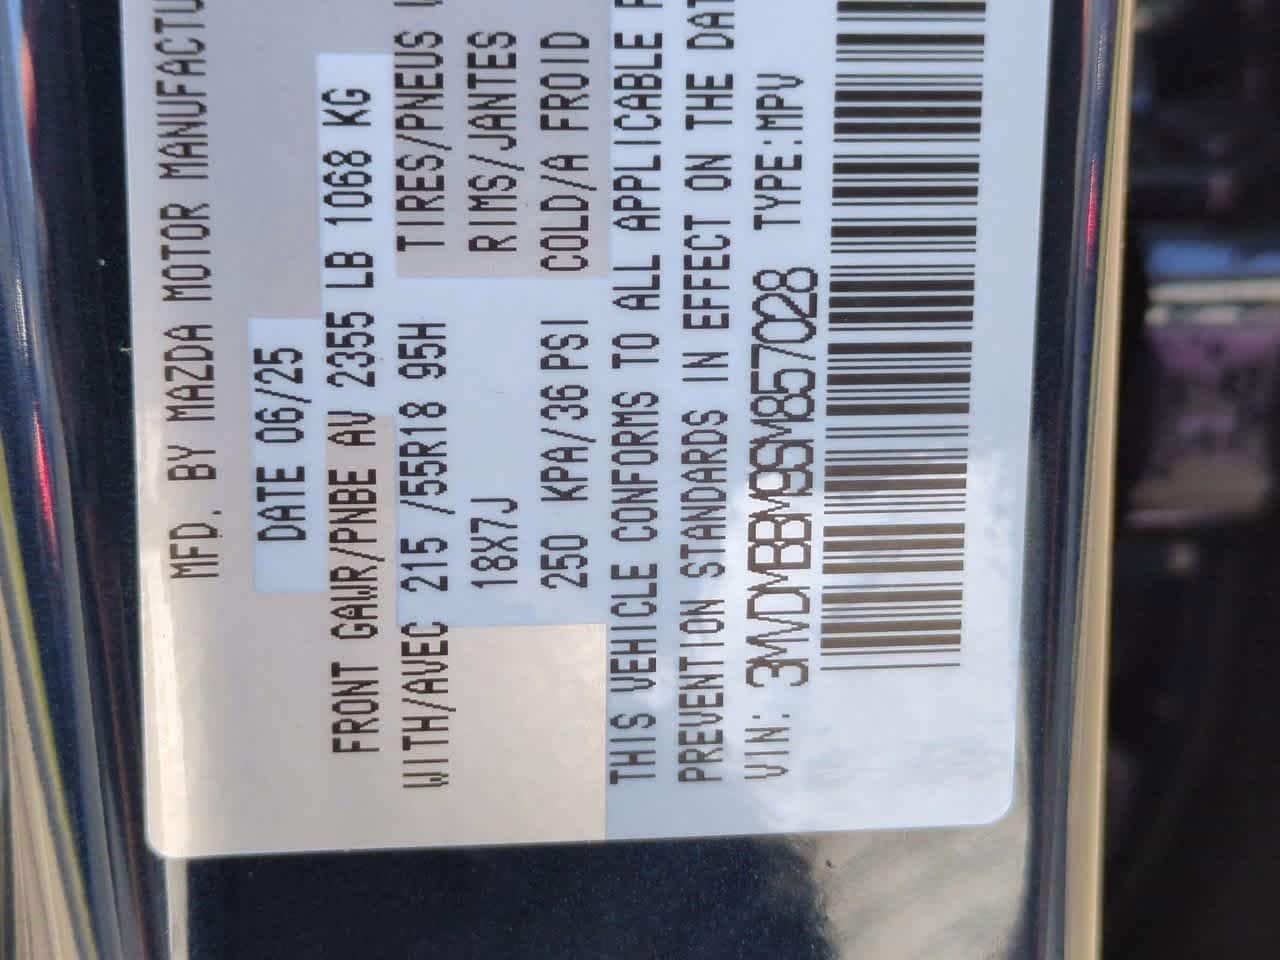 MFD. BY MAZDA MOTOR MANUFACTU
DATE 06/25
FRONT GAWR/PNBE AV 2355 LB 1068 KG
WITH/AVEC 215 /55R18 95H TIRES/PNEUS
18X7J RIMS/JANTES
250 KPA/36 PSI COLD/A FROID
THIS VEHICLE CONFORMS TO ALL APPLICABLE F
PREVENTION STANDARDS IN EFFECT ON THE DAT
VIN: 3MVDMBBM9SM857028 TYPE:MPV